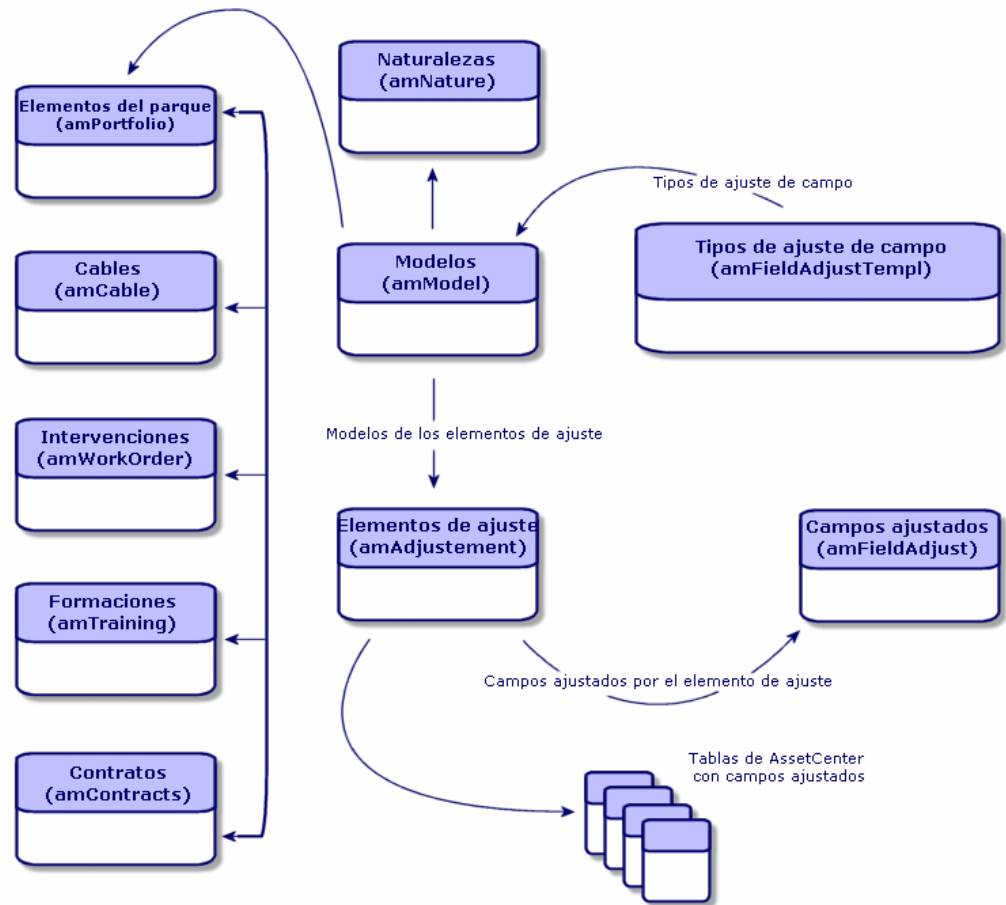 Naturalezas
(amNature)
Elementos del parque
(amPortfolio)
Tipos de ajuste de campo
Tipos de ajuste de campo
(amFieldAdjustTempl)
Modelos
(amModel)
Cables
(amCable)
Modelos de los elementos de ajuste
Intervenciones
(amWorkOrder)
Elementos de ajuste
(amAdjustement)
Campos ajustados
(amFieldAdjust)
Formaciones
(amTraining)
Campos ajustados por el elemento de ajuste
Contratos
(amContracts)
Tablas de AssetCenter
con campos ajustados